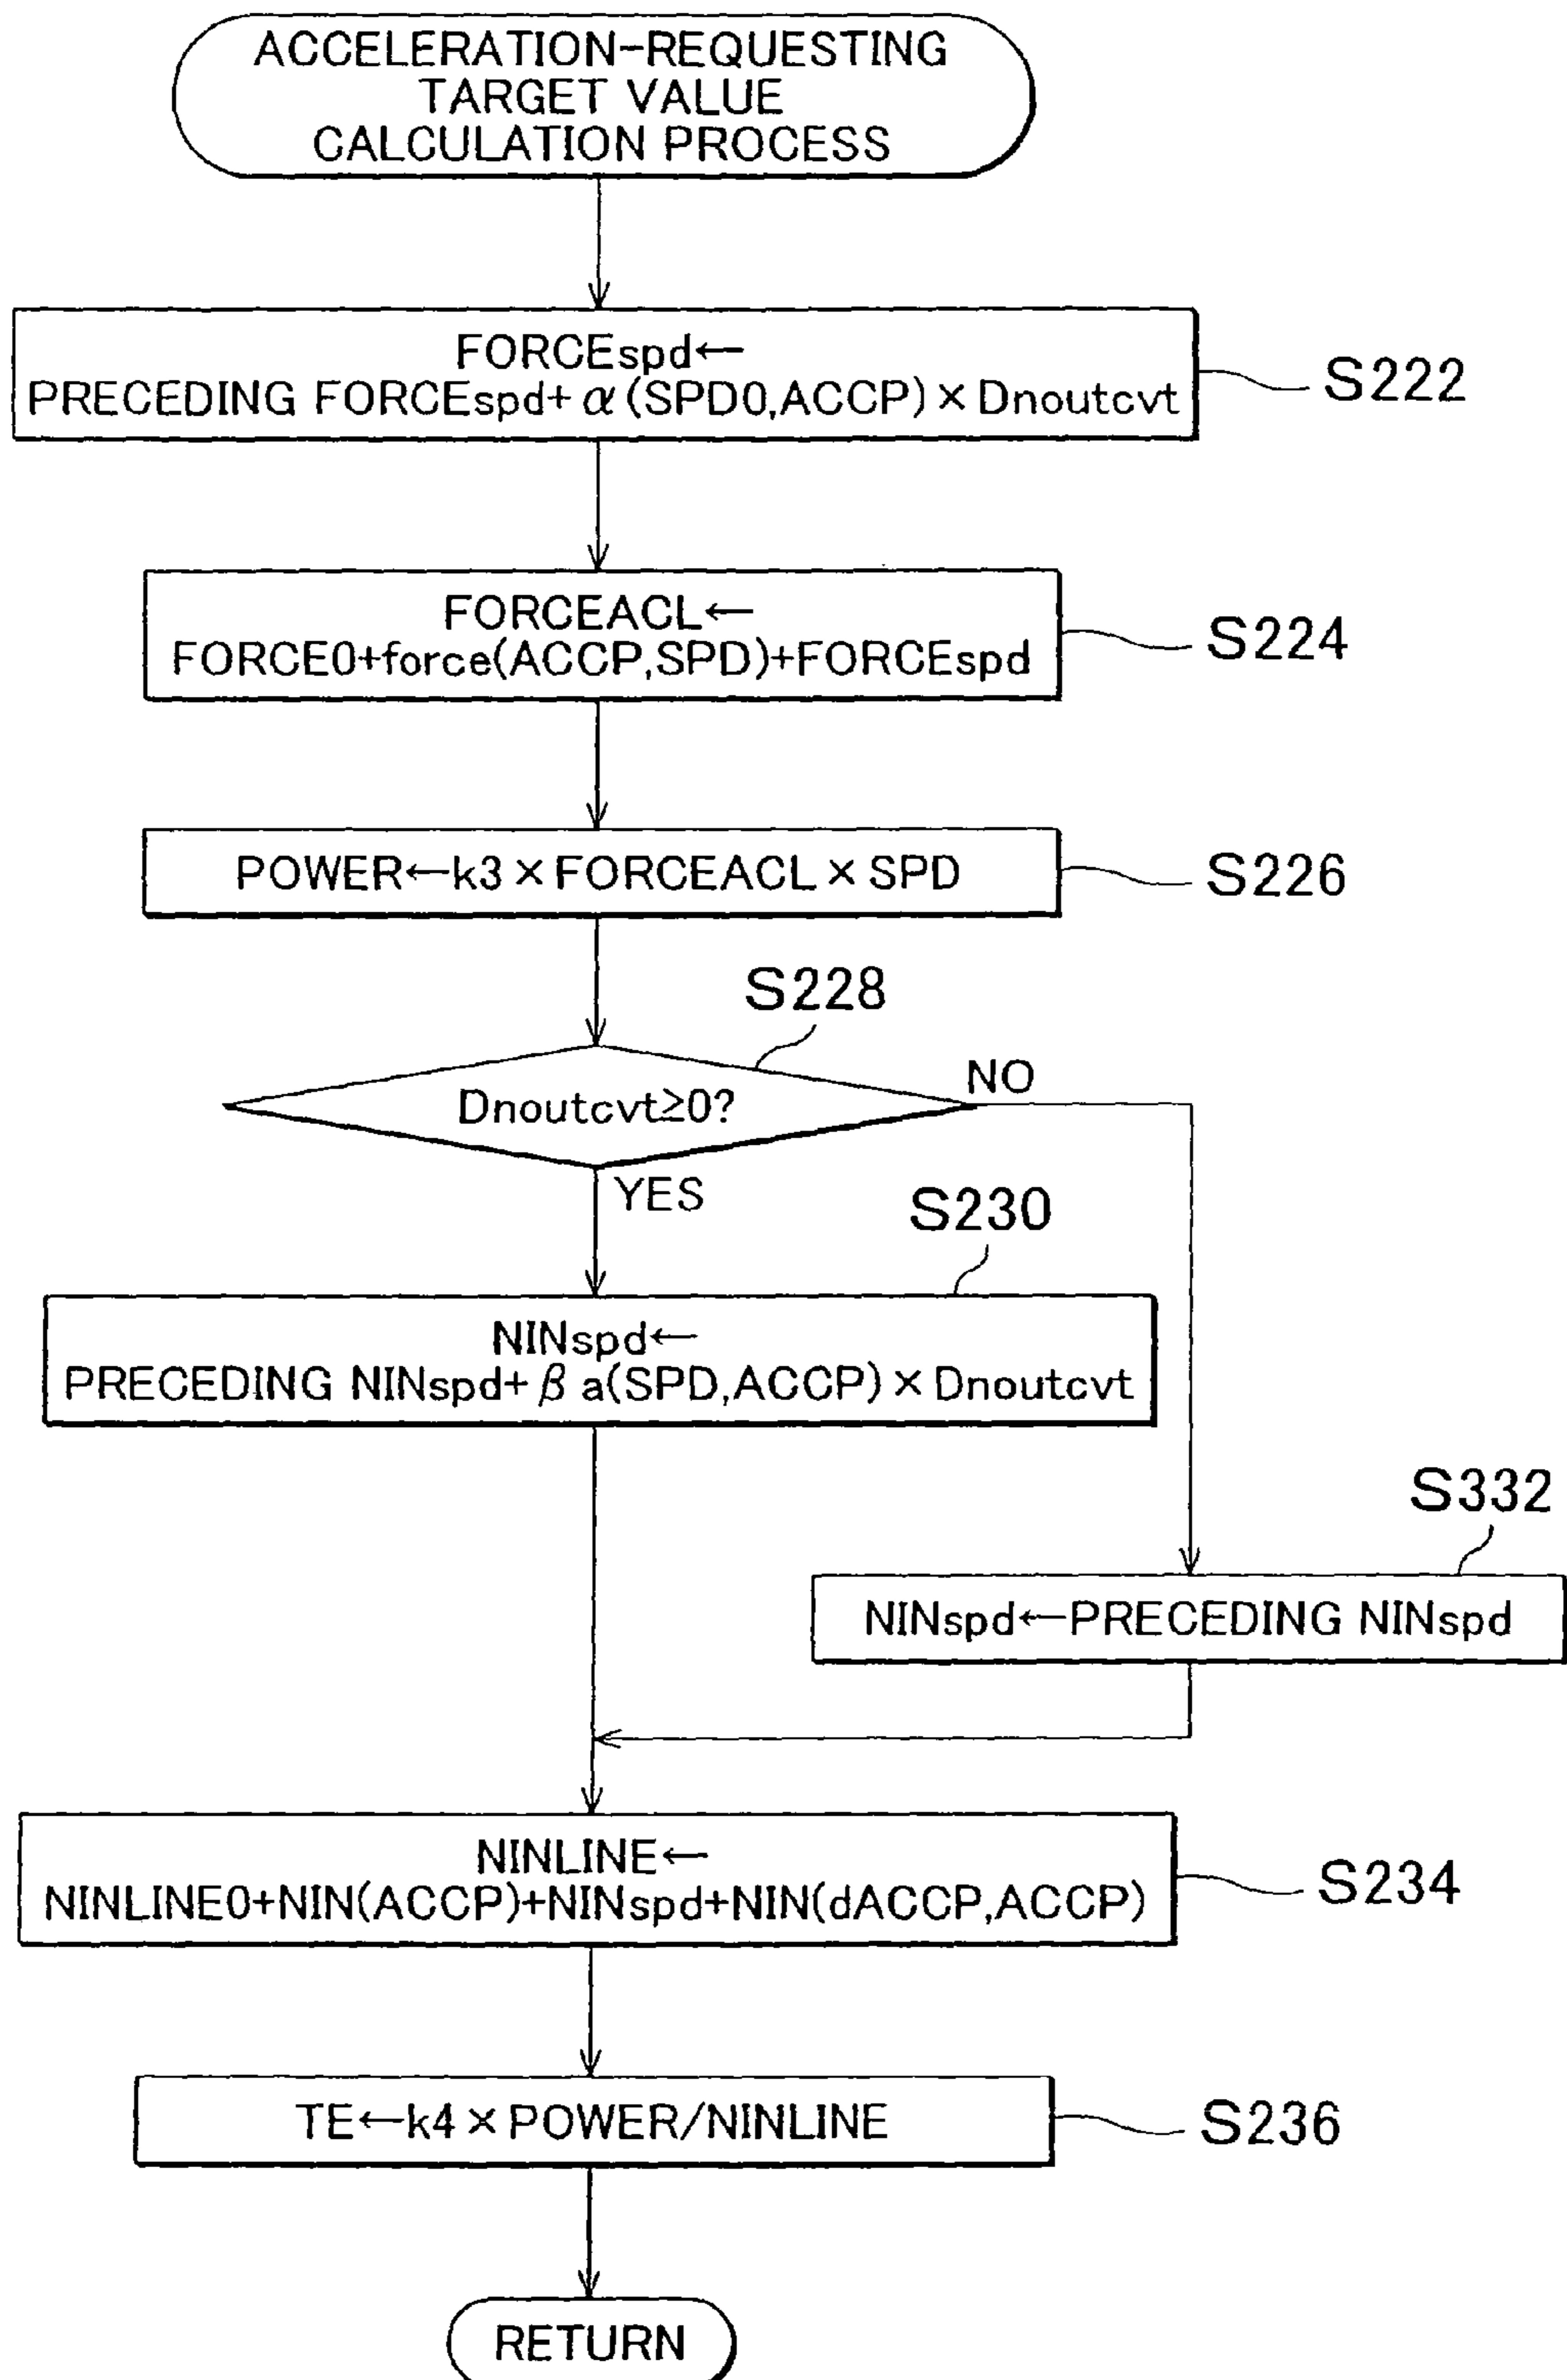 ACCELERATION-REQUESTING
TARGET VALUE
CALCULATION PROCESS
FORCEspd←
PRECEDING FORCEspd+α(SPD0,ACCP)×Dnoutcvt
S222
FORCEACL←
FORCE0+force(ACCP,SPD)+FORCEspd
S224
POWER←k3×FORCEACL×SPD
S226
S228
Dnoutcvt≥0?
NO
YES
S230
NINspd←
PRECEDING NINspd+β a(SPD,ACCP)×Dnoutcvt
S332
NINspd←PRECEDING NINspd
NINLINE←
NINLINE0+NIN(ACCP)+NINspd+NIN(dACCP,ACCP)
S234
TE←k4×POWER/NINLINE
S236
RETURN